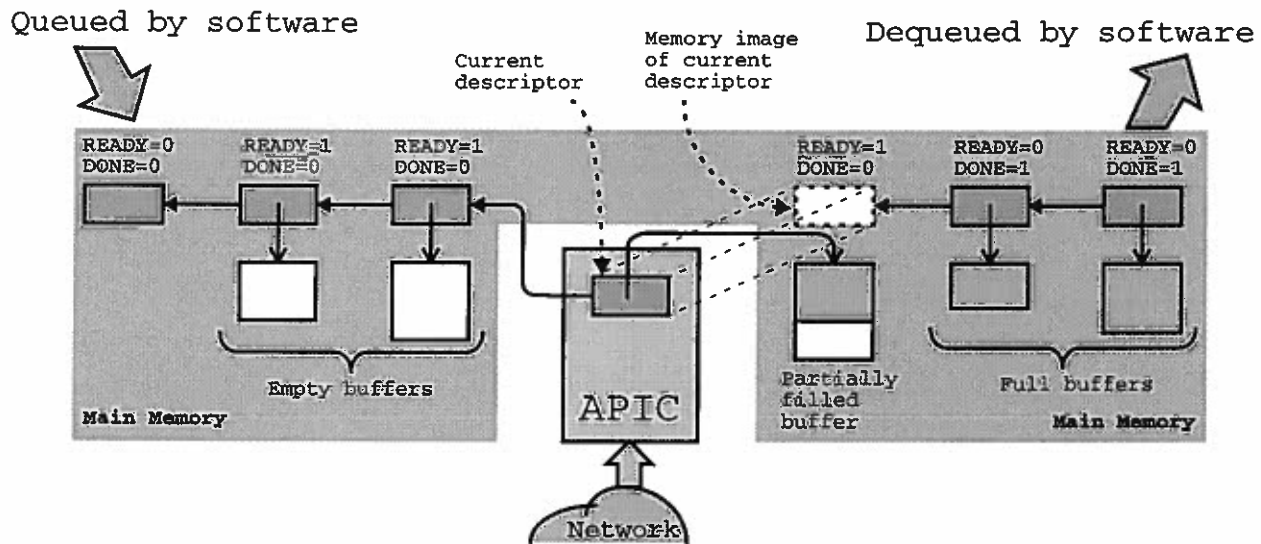 Queued by software
Dequeued by software
Current
descriptor
Memory image
of current
descriptor
READY=0
DONE=0
READY=1
DONE=0
READY=1
DONE=0
READY=1
DONE=0
READY=0
DONE=1
READY=0
DONE=1
Empty buffers
Main Memory
APIC
Partially
filled
buffer
Full buffers
Main Memory
Network